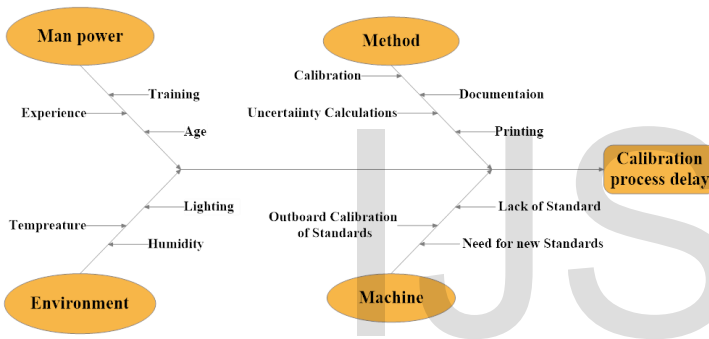 Man power
Method
Calibration
Training
Documentaion
Experience
Uncertaiinty Calculations
Age
Printing
Calibration
process delay
Lighting
Lack of Standard
Outboard Calibration
of Standards
Tempreature
Humidity
Need for new Standards
Environment
Machine
IJS